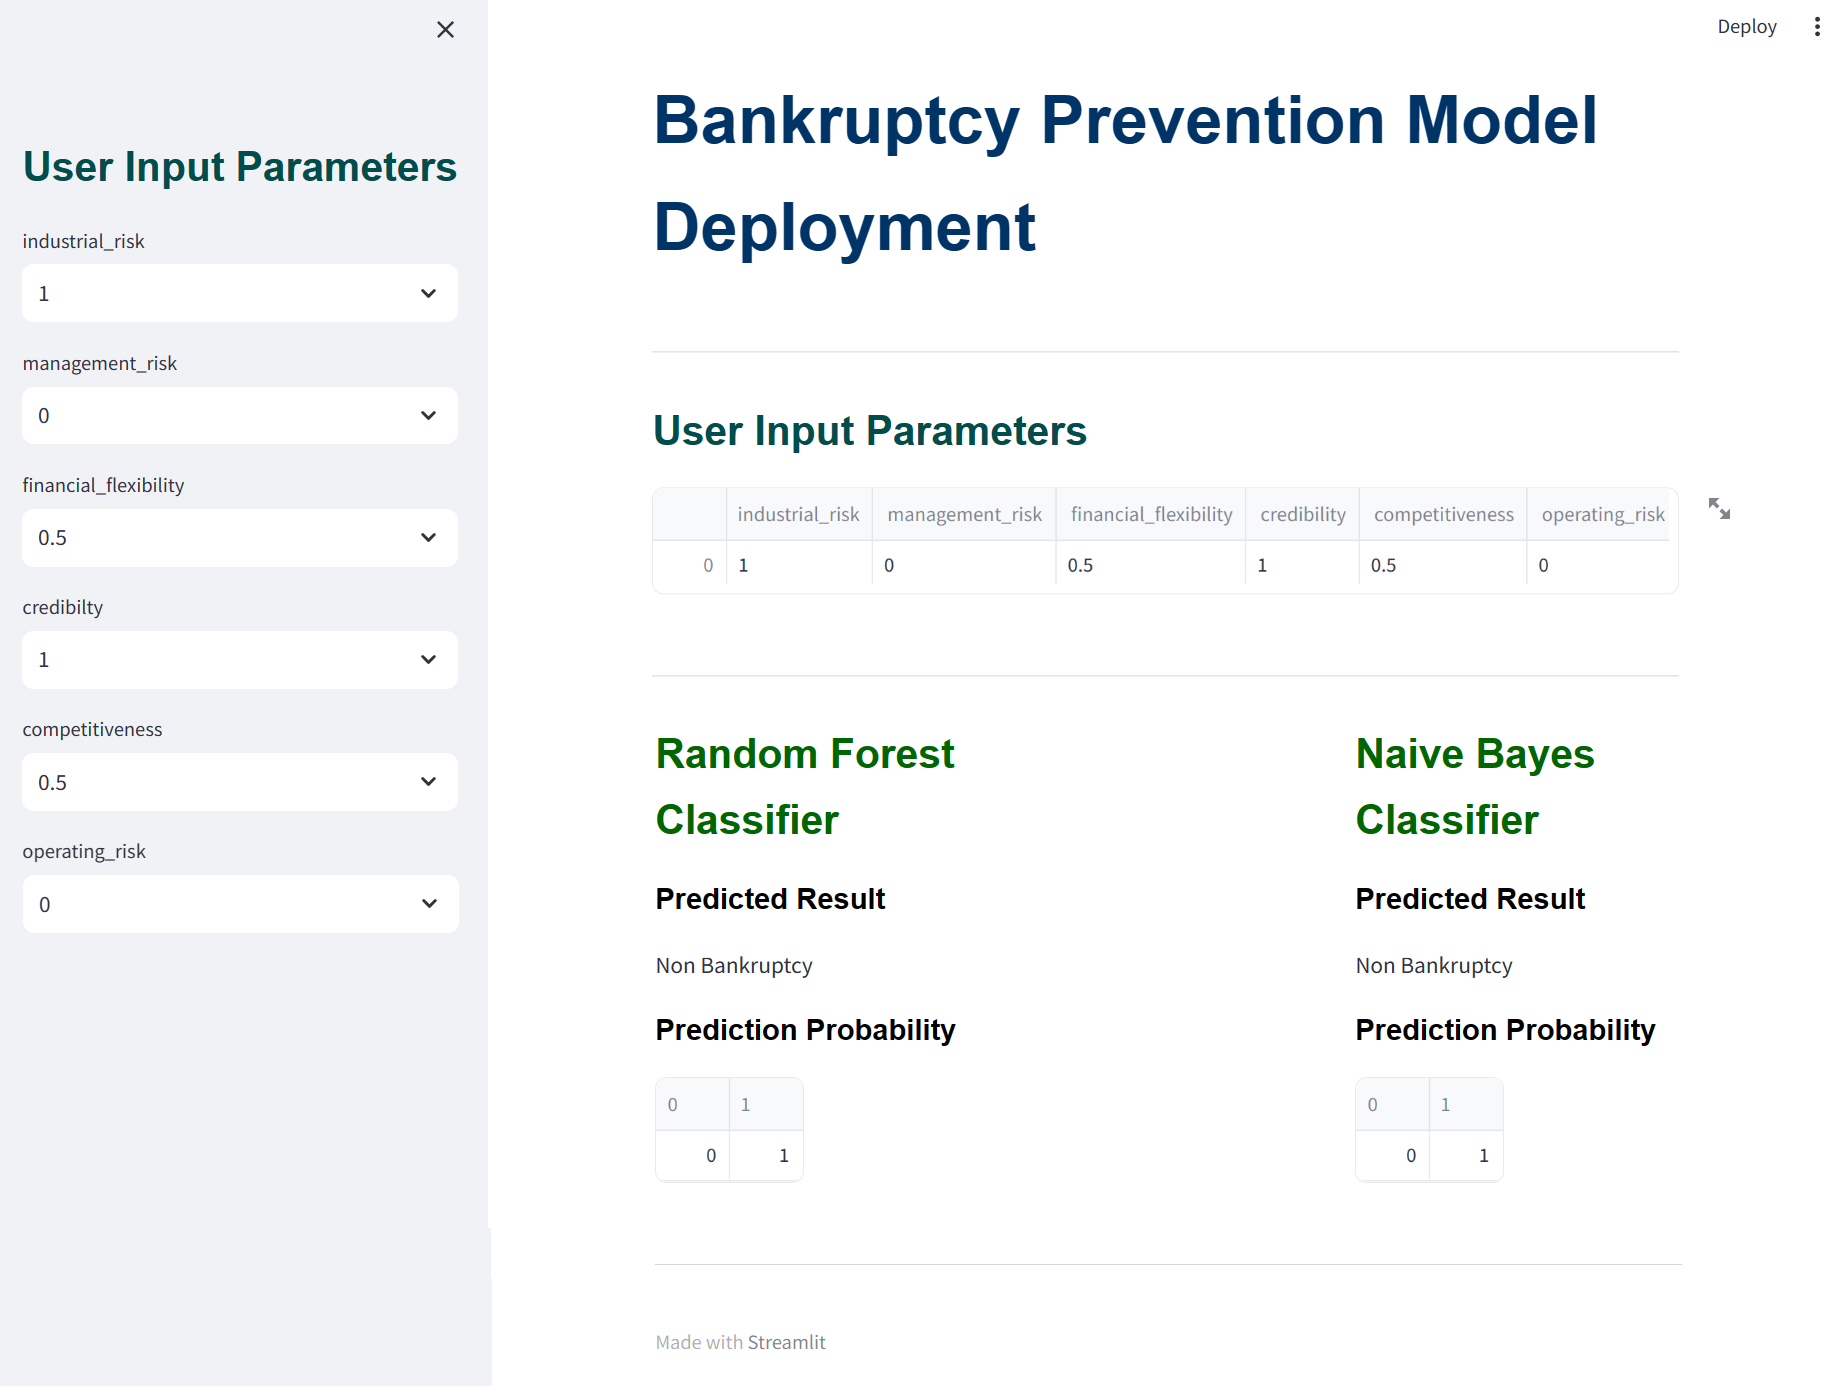 Deploy
User Input Parameters
industrial_risk
1
management_risk
0
financial_flexibility
0.5
credibilty
1
competitiveness
0.5
operating_risk
0
Bankruptcy Prevention Model
Deployment
User Input Parameters
industrial_risk management_risk financial_flexibility credibility competitiveness operating_risk
0 1 0 0.5 1 0.5 0
Random Forest
Classifier
Predicted Result
Non Bankruptcy
Prediction Probability
0 1
0 1
Naive Bayes
Classifier
Predicted Result
Non Bankruptcy
Prediction Probability
0 1
0 1
Made with Streamlit